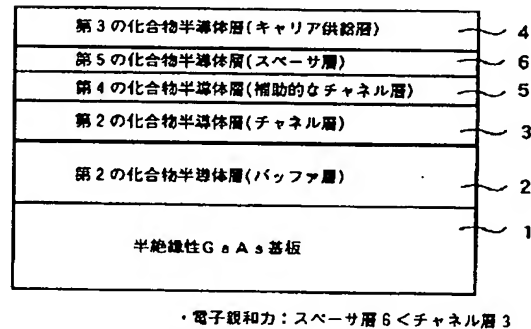 第3の化合物半導体層(キャリア供給層) 4
第5の化合物半導体層(スペーサ層) 6
第4の化合物半導体層(補助的なチャネル層) 5
第2の化合物半導体層(チャネル層) 3
第2の化合物半導体層(バッファ層) 2
1
半絶縁性GaAs基板
・電子親和力：スペーサ層6＜チャネル層3